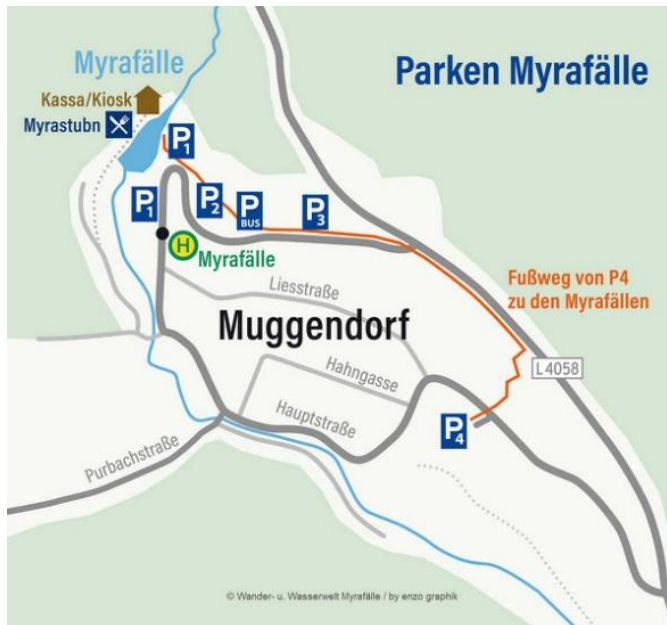 Parken Myrafälle
Myrafälle
Kassa/Kiosk
Myrastubn
P1
P1
P2
P
BUS
P3
H
Myrafälle
Fußweg von P4
zu den Myrafällen
Liesstraße
Muggendorf
L4058
Hahngasse
Hauptstraße
P4
Purbachstraße
© Wander- u. Wasserwelt Myrafälle / by enzo graphik